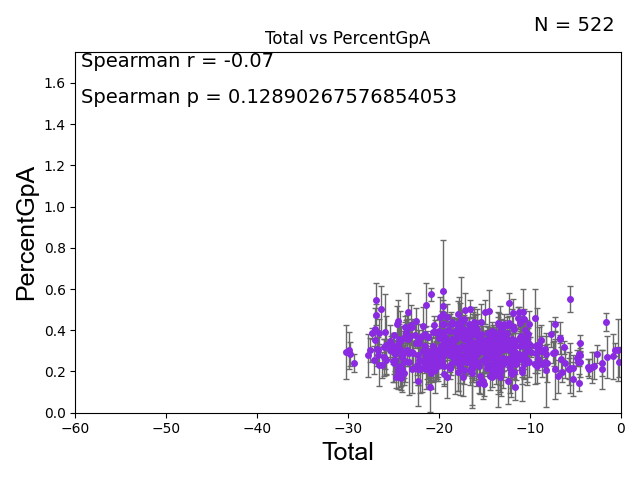 N = 522
Total vs PercentGpA
Spearman r = -0.07
Spearman p = 0.12890267576854053
PercentGpA
1.6
1.4
1.2
1.0
0.8
0.6
0.4
0.2
0.0
−60
−50
−40
−30
−20
−10
0
Total